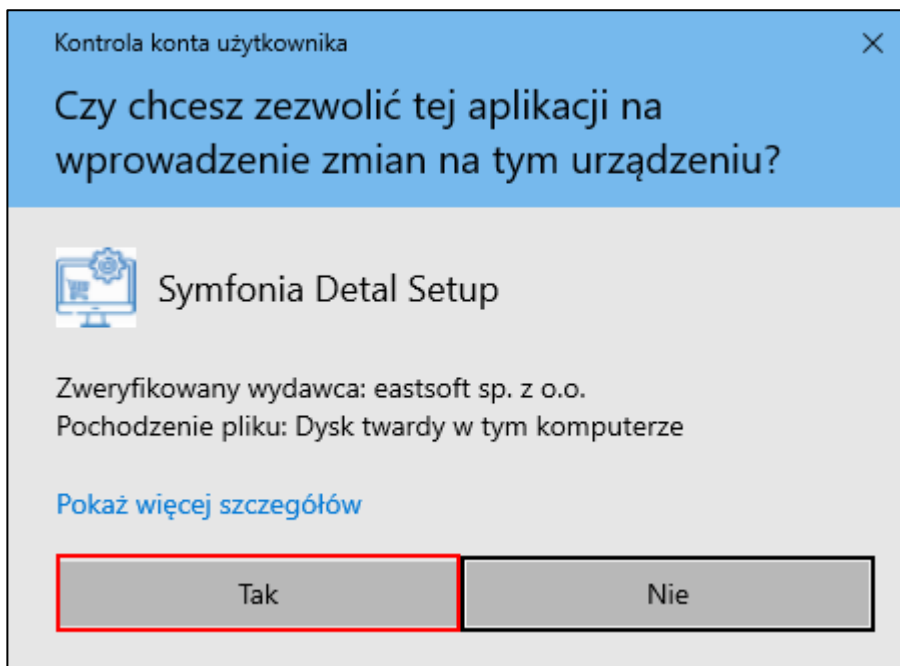 Kontrola konta użytkownika
Czy chcesz zezwolić tej aplikacji na
wprowadzenie zmian na tym urządzeniu?
Symfonia Detal Setup
Zweryfikowany wydawca: eastsoft sp. z o.o.
Pochodzenie pliku: Dysk twardy w tym komputerze
Pokaż więcej szczegółów
Tak
Nie